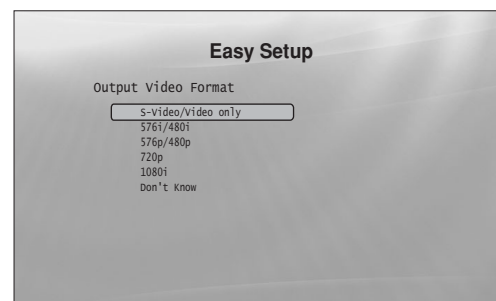 Easy Setup
Output Video Format
S-Video/Video only
576i/480i
576p/480p
720p
1080i
Don't Know